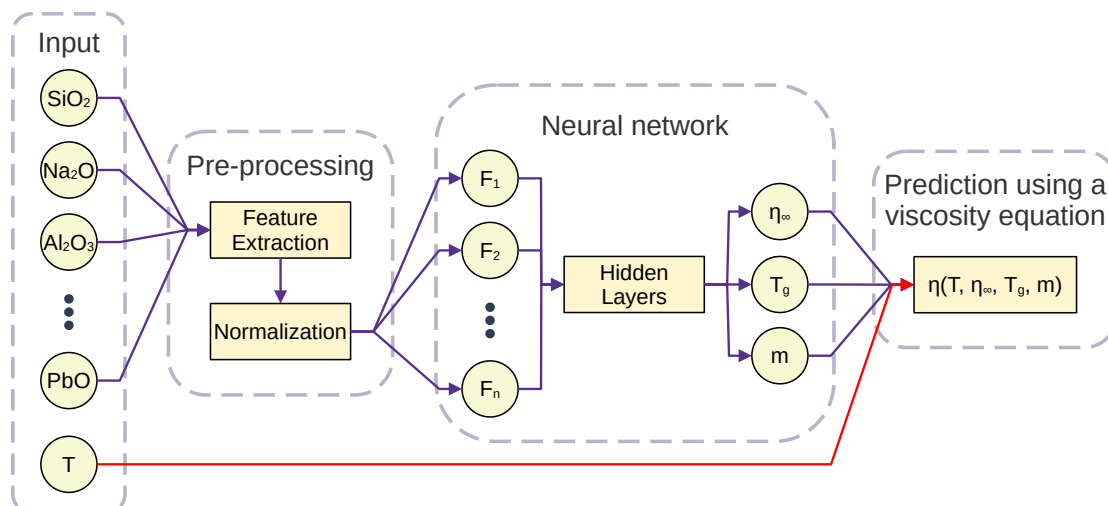 Input
SiO₂
Na₂O
Al₂O₃
PbO
T
Pre-processing
Feature
Extraction
Normalization
Neural network
F₁
F₂
Fₙ
Hidden
Layers
η∞
T_g
m
Prediction using a
viscosity equation
η(T, η∞, T_g, m)